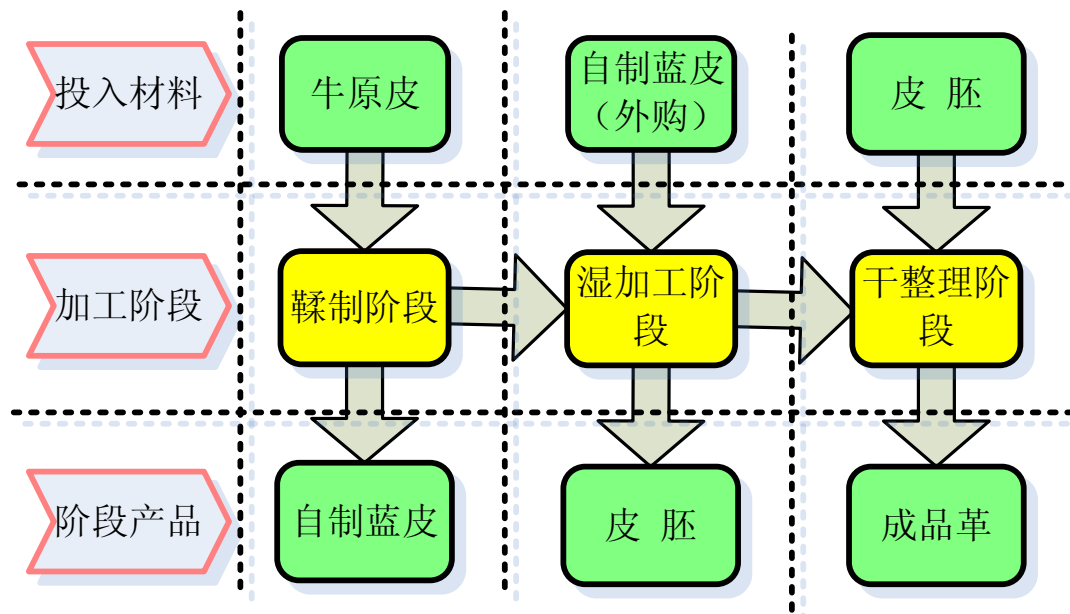 投入材料
牛原皮
自制蓝皮
（外购）
皮 胚
加工阶段
鞣制阶段
湿加工阶
段
干整理阶
段
阶段产品
自制蓝皮
皮 胚
成品革